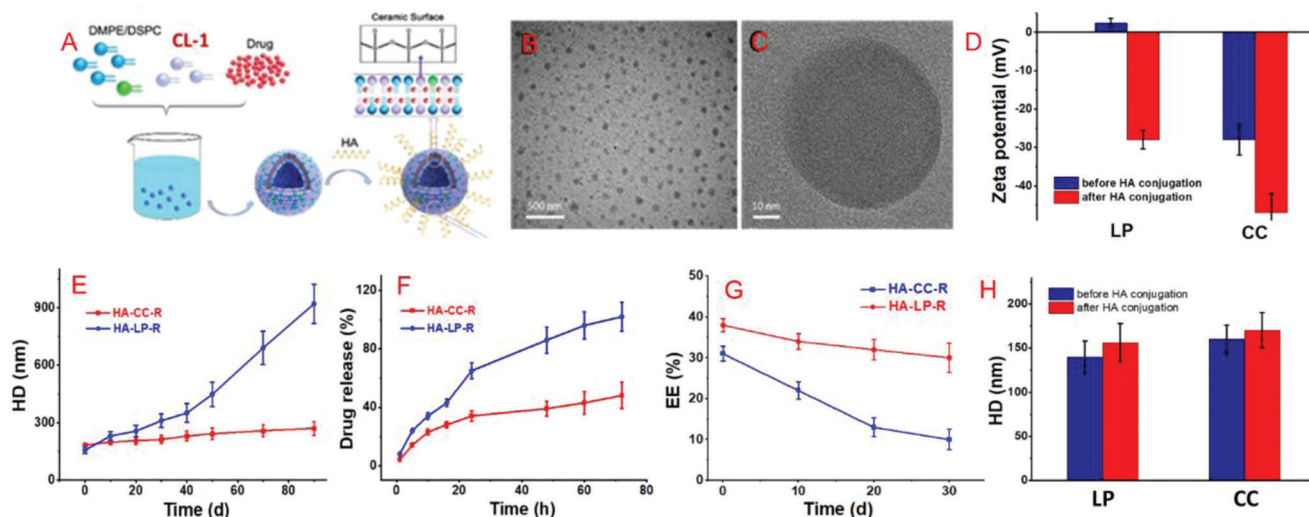 A
DMPE/DSPC
CL-1
Drug
Ceramic Surface
HA
B
500 nm
C
10 nm
D
Zeta potential (mV)
0
-10
-20
-30
-40
before HA conjugation
after HA conjugation
LP CC
E
HD (nm)
900
600
300
0
HA-CC-R
HA-LP-R
0 20 40 60 80
Time (d)
F
Drug release (%)
120
80
40
0
HA-CC-R
HA-LP-R
0 20 40 60 80
Time (h)
G
EE (%)
50
40
30
20
10
0
HA-CC-R
HA-LP-R
0 10 20 30
Time (d)
H
HD (nm)
200
150
100
50
0
before HA conjugation
after HA conjugation
LP CC